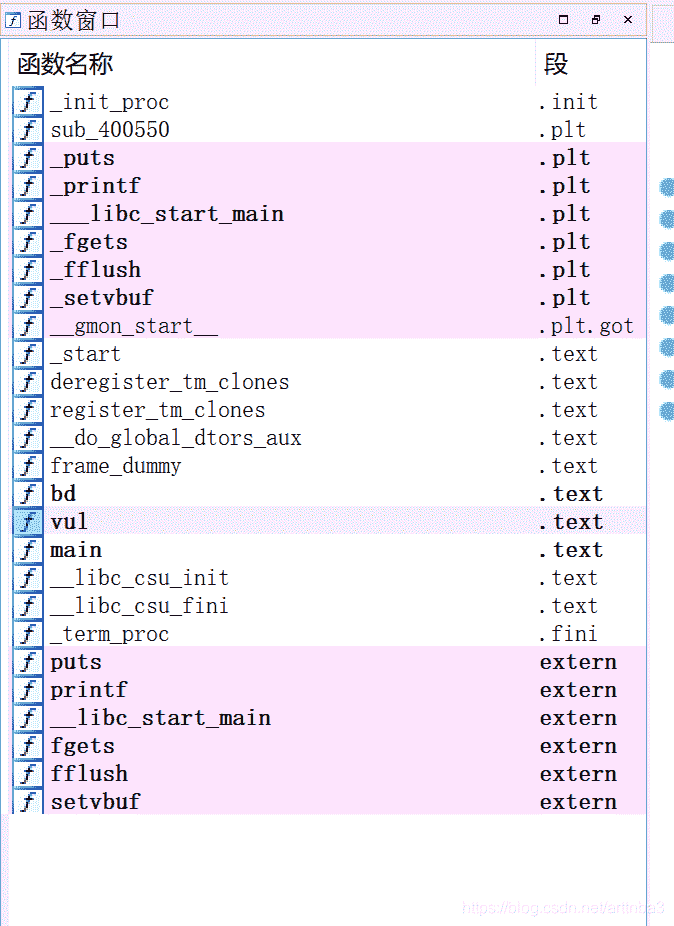 函数窗口
函数名称 段
_init_proc .init
sub_400550 .plt
_puts .plt
_printf .plt
___libc_start_main .plt
_fgets .plt
_fflush .plt
_setvbuf .plt
__gmon_start__ .plt.got
_start .text
deregister_tm_clones .text
register_tm_clones .text
__do_global_dtors_aux .text
frame_dummy .text
bd .text
vul .text
main .text
__libc_csu_init .text
__libc_csu_fini .text
_term_proc .fini
puts extern
printf extern
__libc_start_main extern
fgets extern
fflush extern
setvbuf extern
https://blog.csdn.net/arttnba3